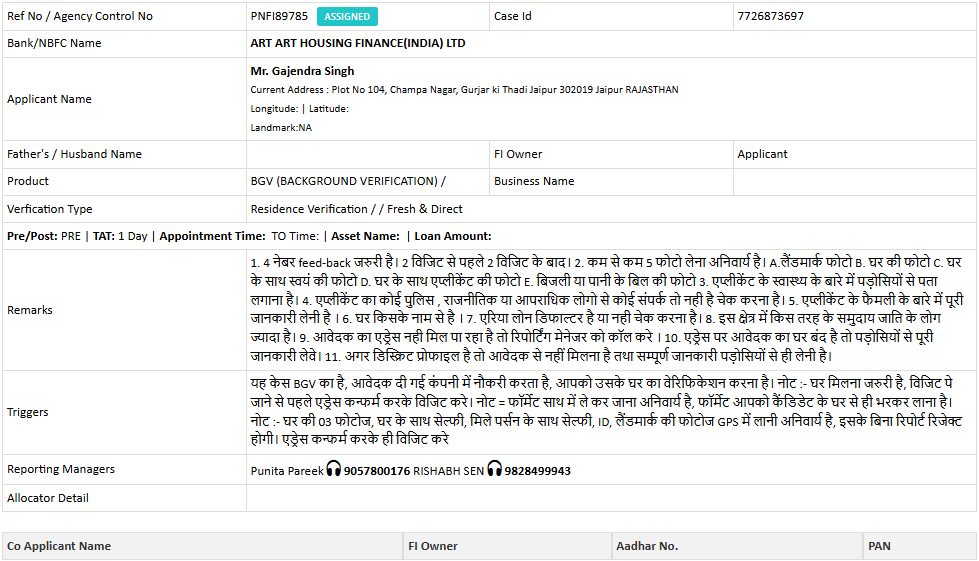 Ref No / Agency Control No PNFI89785 ASSIGNED Case Id 7726873697
Bank/NBFC Name ART ART HOUSING FINANCE(INDIA) LTD
Applicant Name
Mr. Gajendra Singh
Current Address : Plot No 104, Champa Nagar, Gurjar ki Thadi Jaipur 302019 Jaipur RAJASTHAN
Longitude: | Latitude:
Landmark:NA
Father's / Husband Name FI Owner Applicant
Product BGV (BACKGROUND VERIFICATION) / Business Name
Verfication Type Residence Verification / / Fresh & Direct
Pre/Post: PRE | TAT: 1 Day | Appointment Time: TO Time: | Asset Name: | Loan Amount:
Remarks
1. 4 नेबर feed-back जरुरी है। 2 विजिट से पहले 2 विजिट के बाद। 2. कम से कम 5 फोटो लेना अनिवार्य है। A.लैंडमार्क फोटो B. घर की फोटो C. घर
के साथ स्वयं की फोटो D. घर के साथ एप्लीकेंट की फोटो E. बिजली या पानी के बिल की फोटो 3. एप्लीकेंट के स्वास्थ्य के बारे में पड़ोसियों से पता
लगाना है। 4. एप्लीकेंट का कोई पुलिस , राजनीतिक या आपराधिक लोगो से कोई संपर्क तो नही है चेक करना है। 5. एप्लीकेंट के फैमली के बारे में पूरी
जानकारी लेनी है । 6. घर किसके नाम से है । 7. एरिया लोन डिफाल्टर है या नही चेक करना है। 8. इस क्षेत्र में किस तरह के समुदाय जाति के लोग
ज्यादा है। 9. आवेदक का एड्रेस नही मिल पा रहा है तो रिपोर्टिंग मेनेजर को कॉल करे । 10. एड्रेस पर आवेदक का घर बंद है तो पड़ोसियों से पूरी
जानकारी लेवे। 11. अगर डिस्क्रिट प्रोफाइल है तो आवेदक से नहीं मिलना है तथा सम्पूर्ण जानकारी पड़ोसियों से ही लेनी है।
Triggers
यह केस BGV का है, आवेदक दी गई कंपनी में नौकरी करता है, आपको उसके घर का वेरिफिकेशन करना है। नोट :- घर मिलना जरुरी है, विजिट पे
जाने से पहले एड्रेस कन्फर्म करके विजिट करे। नोट = फॉर्मेट साथ में ले कर जाना अनिवार्य है, फॉर्मेट आपको कैंडिडेट के घर से ही भरकर लाना है।
नोट :- घर की 03 फोटोज, घर के साथ सेल्फी, मिले पर्सन के साथ सेल्फी, ID, लैंडमार्क की फोटोज GPS में लानी अनिवार्य है, इसके बिना रिपोर्ट रिजेक्ट
होगी। एड्रेस कन्फर्म करके ही विजिट करे
Reporting Managers Punita Pareek 9057800176 RISHABH SEN 9828499943
Allocator Detail
Co Applicant Name FI Owner Aadhar No. PAN